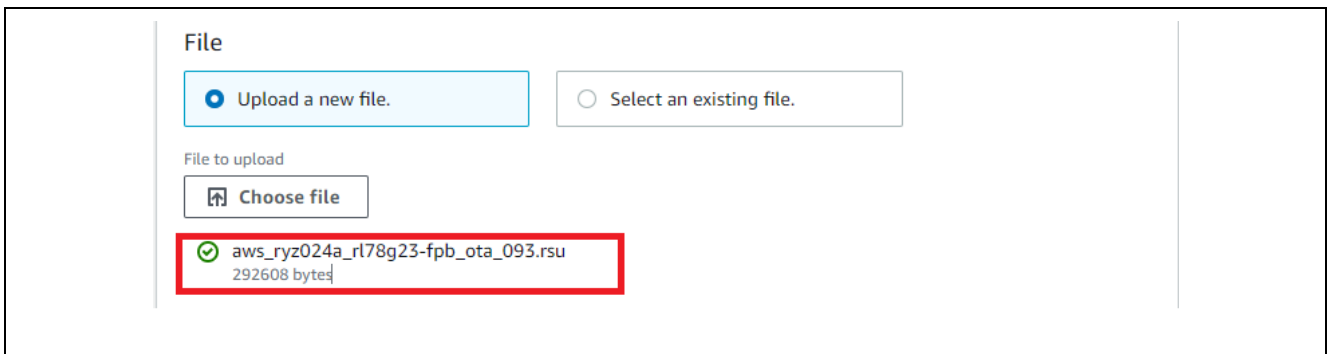 File
Upload a new file.
Select an existing file.
File to upload
Choose file
aws_ryz024a_rl78g23-fpb_ota_093.rsu
292608 bytes